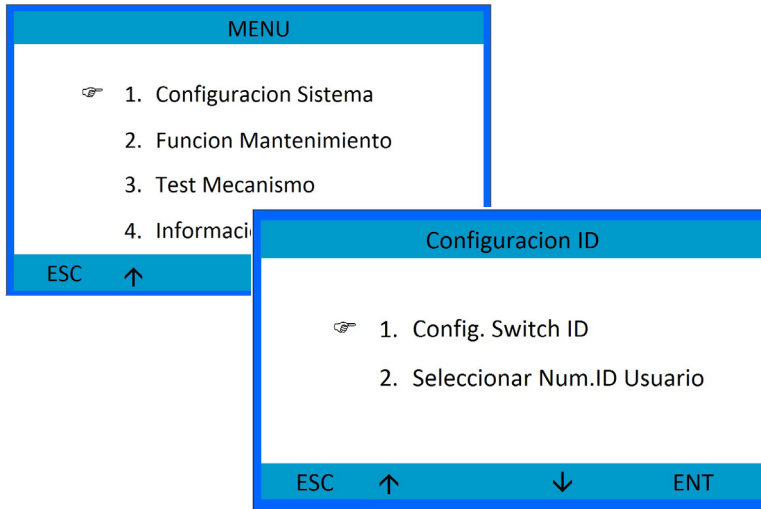 MENU
☞ 1. Configuracion Sistema
2. Funcion Mantenimiento
3. Test Mecanismo
4.
ESC ↑
Configuracion ID
☞ 1. Config. Switch ID
2. Seleccionar Num.ID Usuario
ESC ↑ ↓ ENT